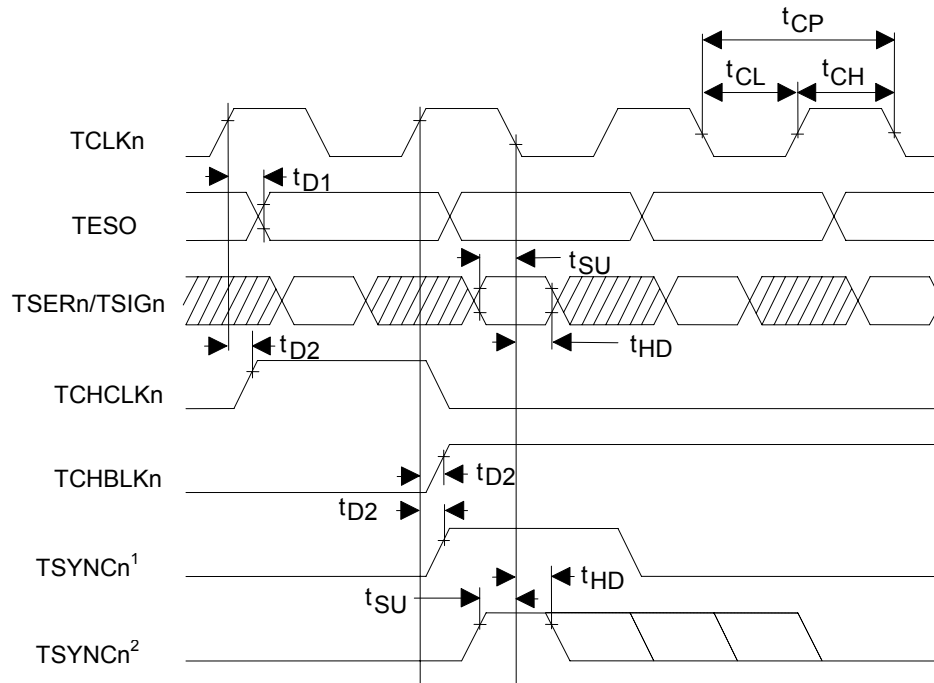 tCP
tCL tCH
TCLKn
tD1
TESO
tSU
TSERn/TSIGn
tD2 tHD
TCHCLKn
TCHBLKn tD2
tD2
TSYNCn1
tHD
tSU
TSYNCn2